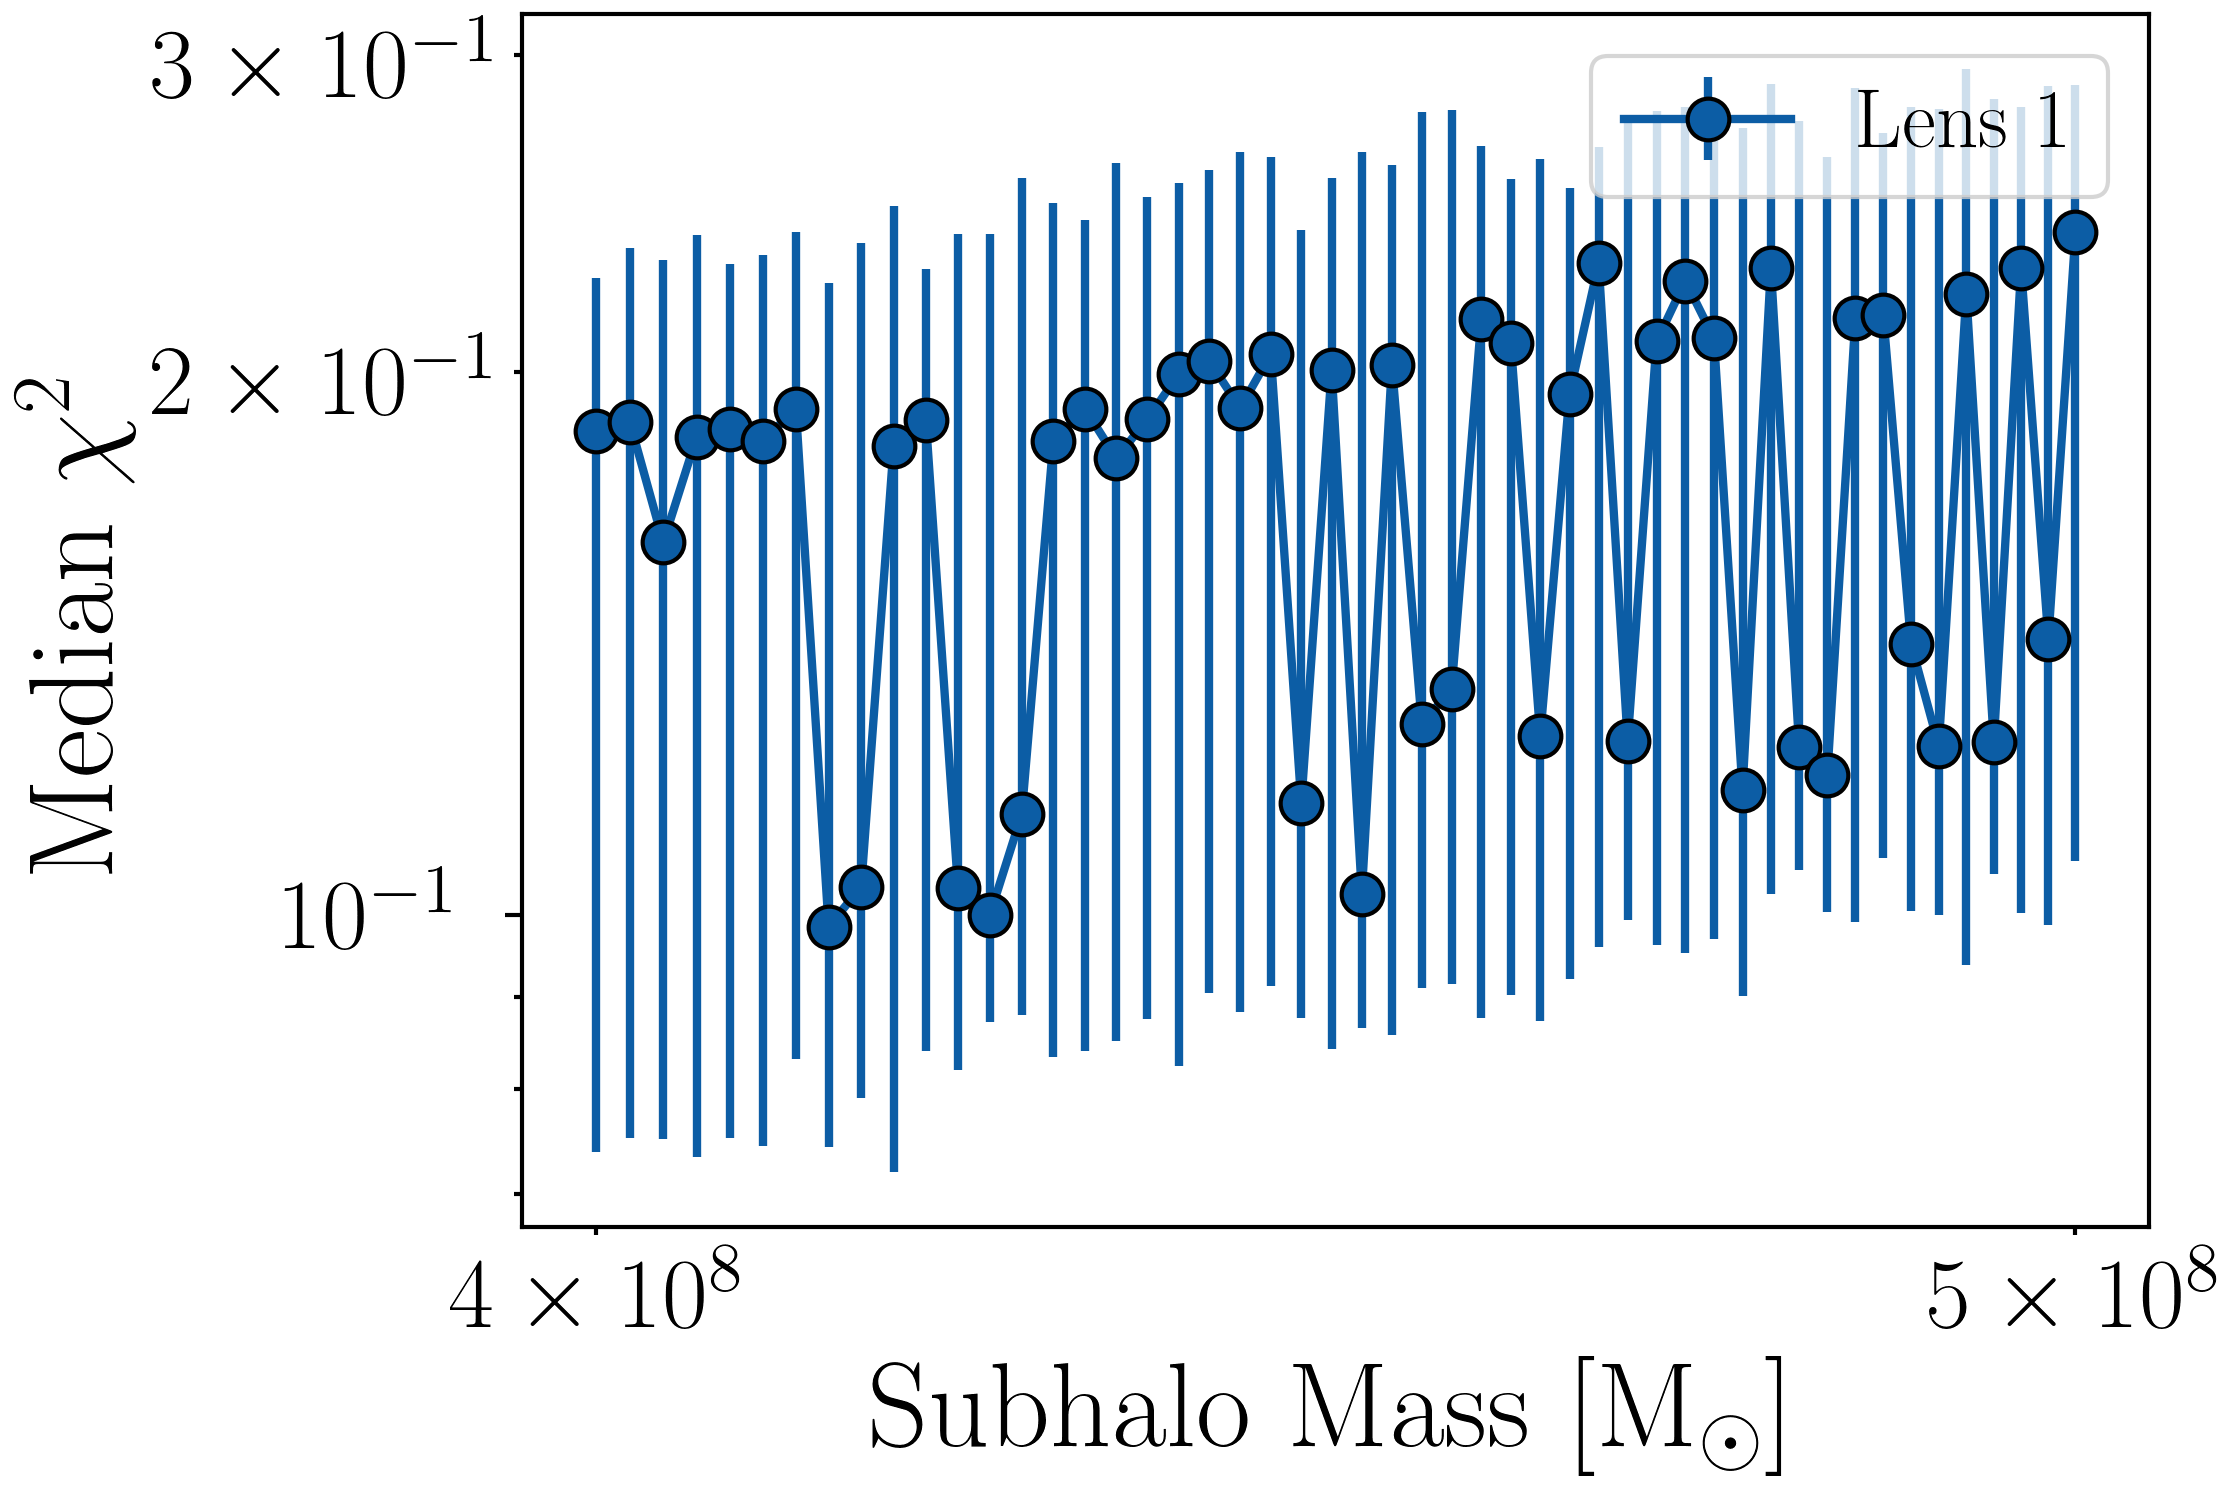 3 × 10⁻¹
2 × 10⁻¹
10⁻¹
Median χ²
Lens 1
4 × 10⁸
5 × 10⁸
Subhalo Mass [M⊙]